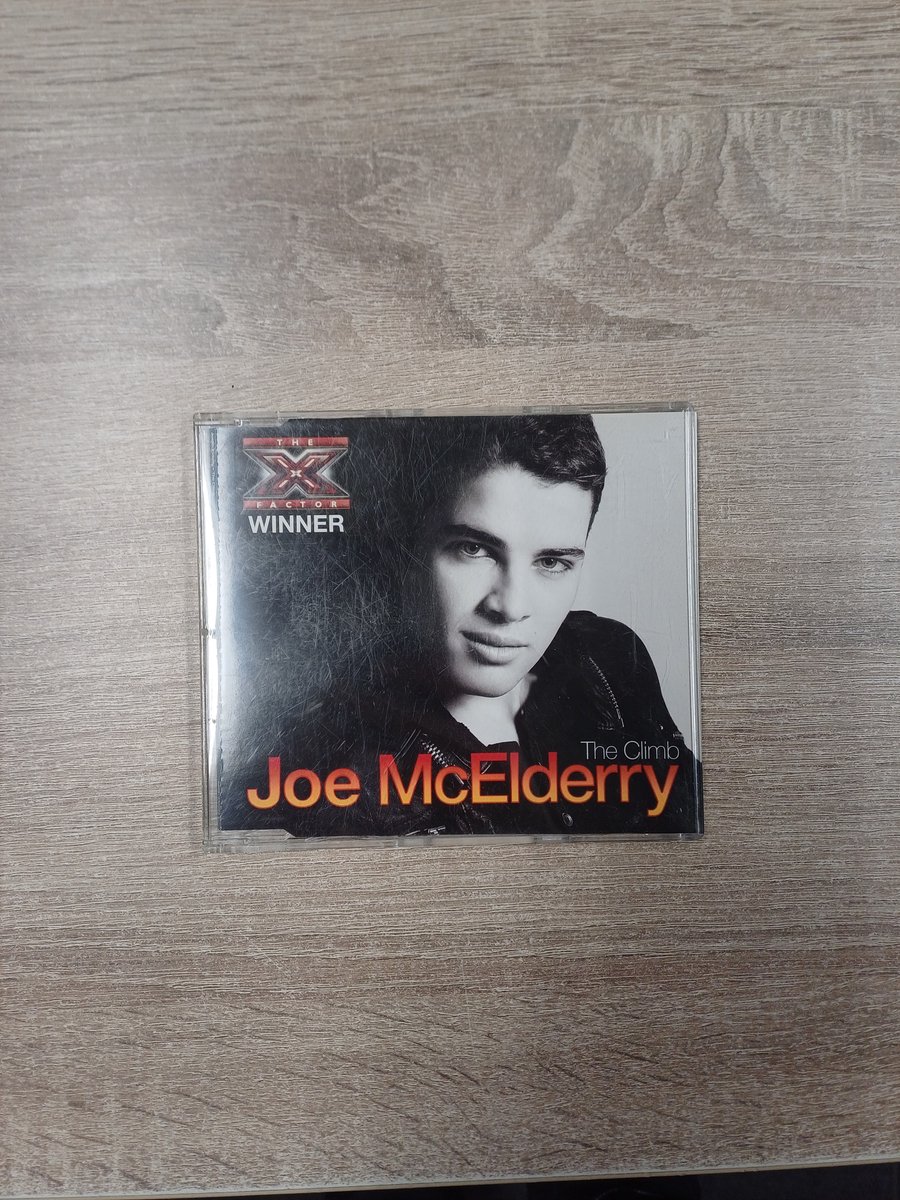 THE
X
FACTOR
WINNER
The Climb
Joe McElderry